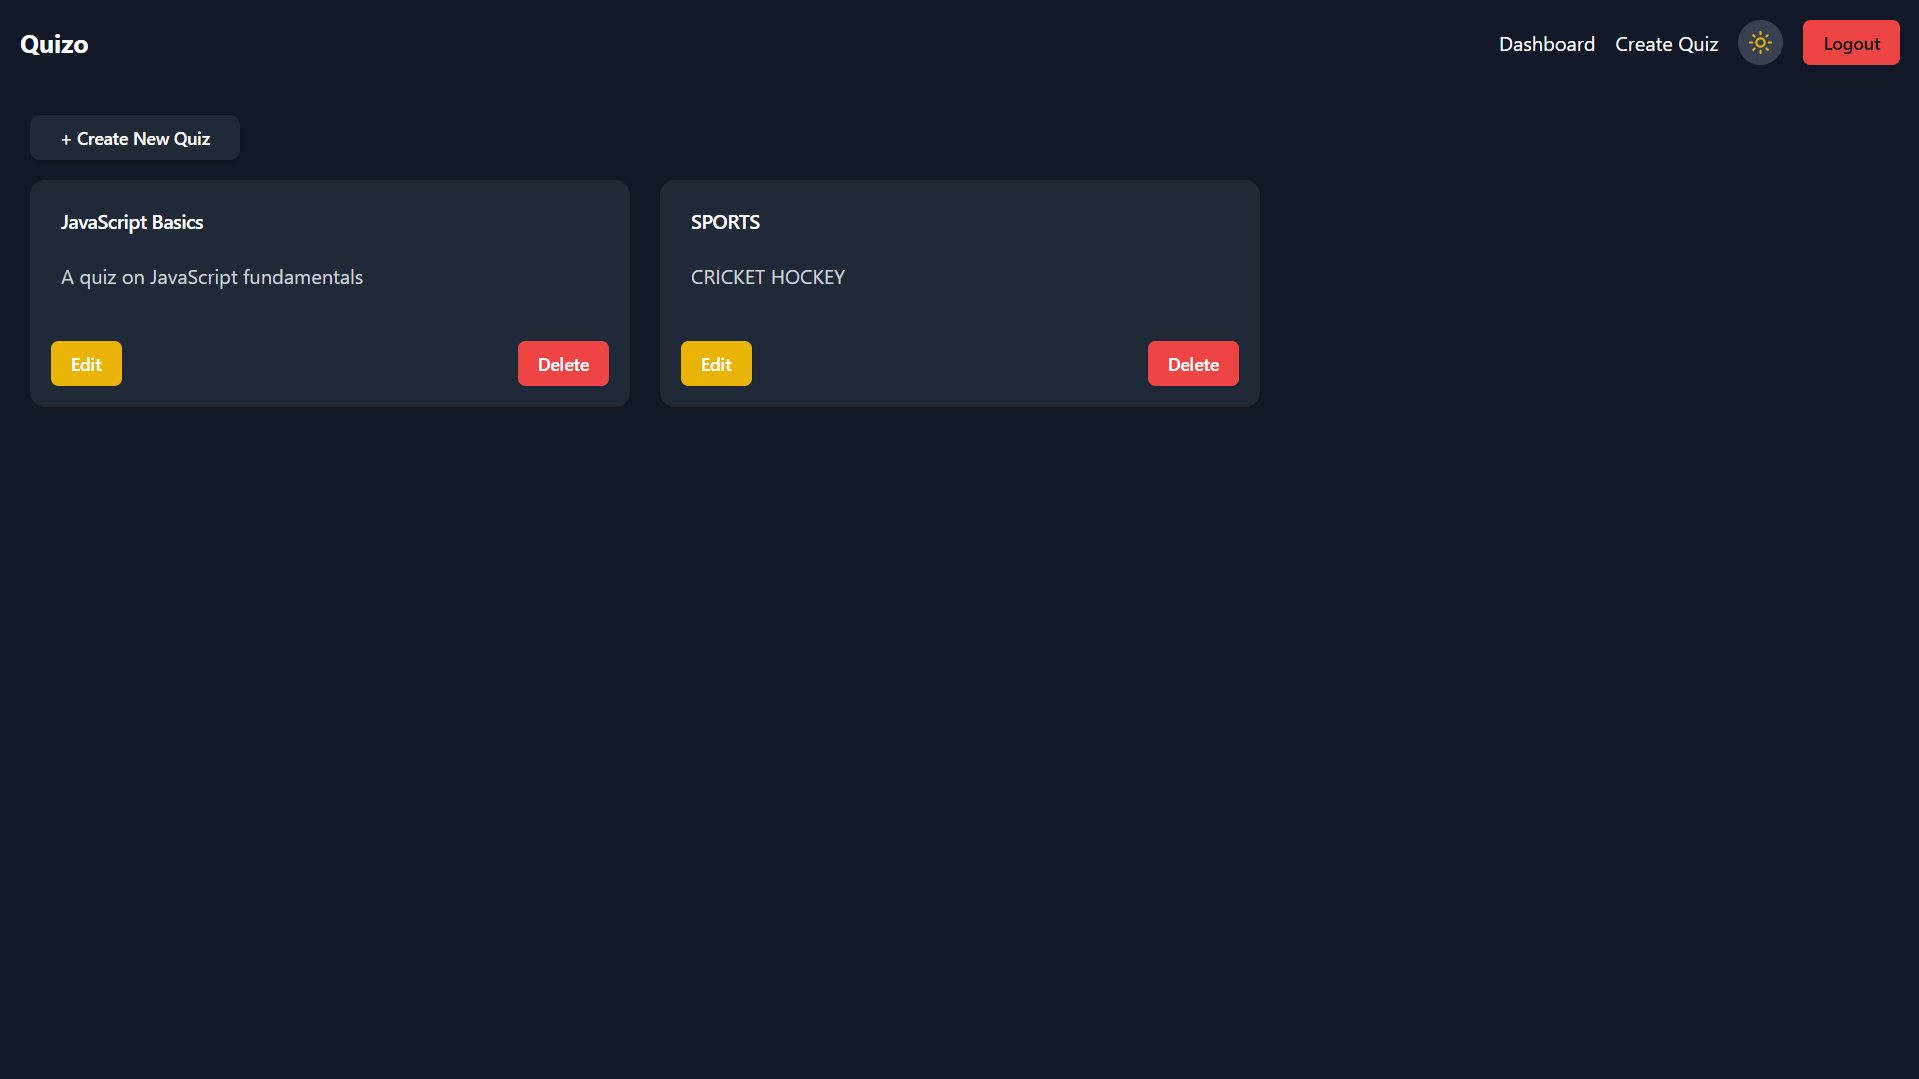 Quizo
Dashboard
Create Quiz
Logout
+ Create New Quiz
JavaScript Basics
A quiz on JavaScript fundamentals
Edit
Delete
SPORTS
CRICKET HOCKEY
Edit
Delete